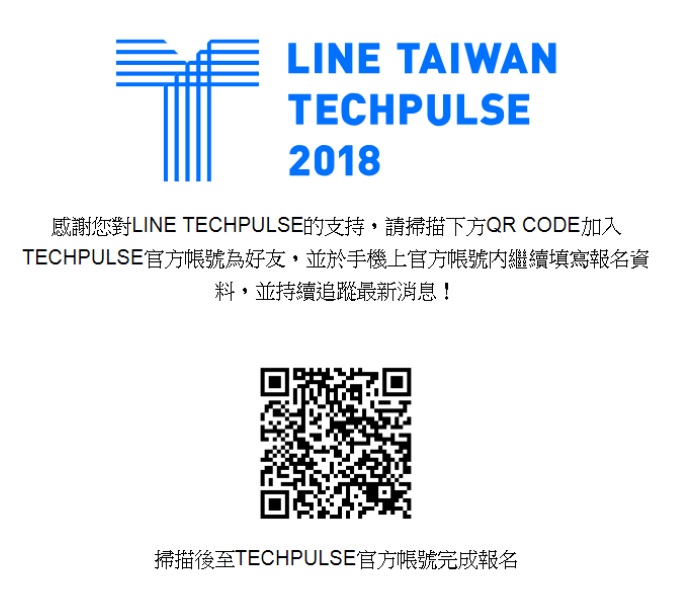 LINE TAIWAN
TECHPULSE
2018
感謝您對LINE TECHPULSE的支持，請掃描下方QR CODE加入
TECHPULSE官方帳號為好友，並於手機上官方帳號內繼續填寫報名資
料，並持續追蹤最新消息！
掃描後至TECHPULSE官方帳號完成報名